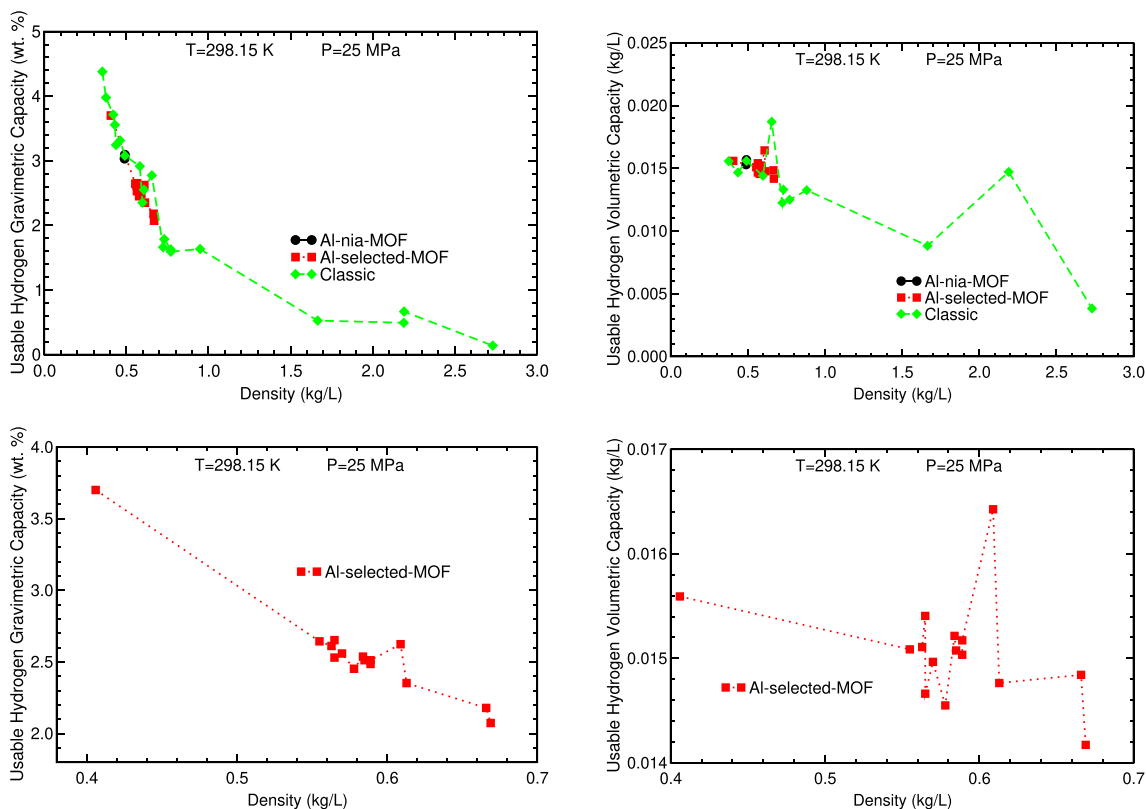 Usable Hydrogen Gravimetric Capacity (wt. %)
5
4
3
2
1
0
T=298.15 K P=25 MPa
Al-nia-MOF
Al-selected-MOF
Classic
0.0 0.5 1.0 1.5 2.0 2.5 3.0
Density (kg/L)
Usable Hydrogen Volumetric Capacity (kg/L)
0.025
0.020
0.015
0.010
0.005
0.000
T=298.15 K P=25 MPa
Al-nia-MOF
Al-selected-MOF
Classic
0.0 0.5 1.0 1.5 2.0 2.5 3.0
Density (kg/L)
Usable Hydrogen Gravimetric Capacity (wt. %)
4.0
3.5
3.0
2.5
2.0
T=298.15 K P=25 MPa
Al-selected-MOF
0.4 0.5 0.6 0.7
Density (kg/L)
Usable Hydrogen Volumetric Capacity (kg/L)
0.017
0.016
0.015
0.014
T=298.15 K P=25 MPa
Al-selected-MOF
0.4 0.5 0.6 0.7
Density (kg/L)